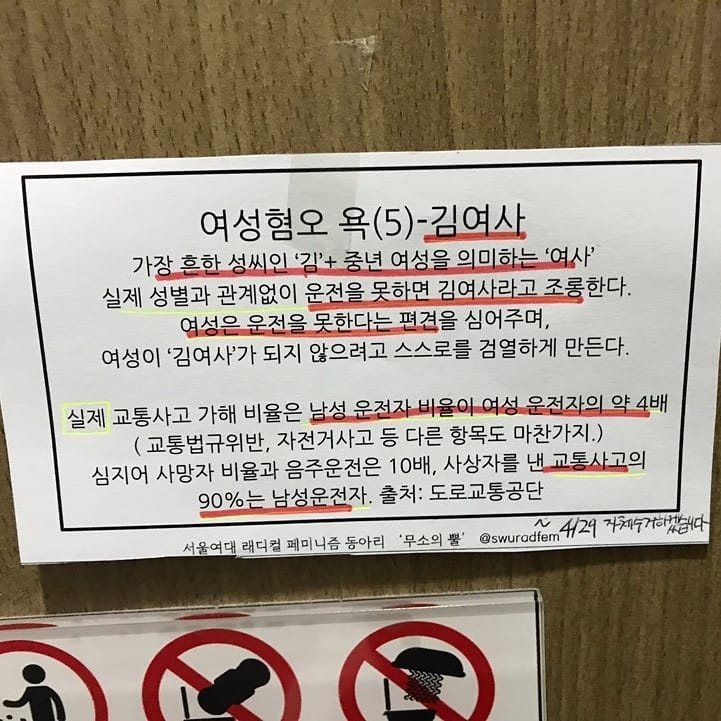 여성혐오 욕(5)-김여사
가장 흔한 성씨인 '김'+ 중년 여성을 의미하는 '여사'
실제 성별과 관계없이 운전을 못하면 김여사라고 조롱한다.
여성은 운전을 못한다는 편견을 심어주며,
여성이 '김여사'가 되지 않으려고 스스로를 검열하게 만든다.
실제 교통사고 가해 비율은 남성 운전자 비율이 여성 운전자의 약 4배
( 교통법규위반, 자전거사고 등 다른 항목도 마찬가지.)
심지어 사망자 비율과 음주운전은 10배, 사상자를 낸 교통사고의
90%는 남성운전자. 출처: 도로교통공단
~ 4/29 자체수거하겠습니다
서울여대 래디컬 페미니즘 동아리 '무소의 뿔' @swuradfem